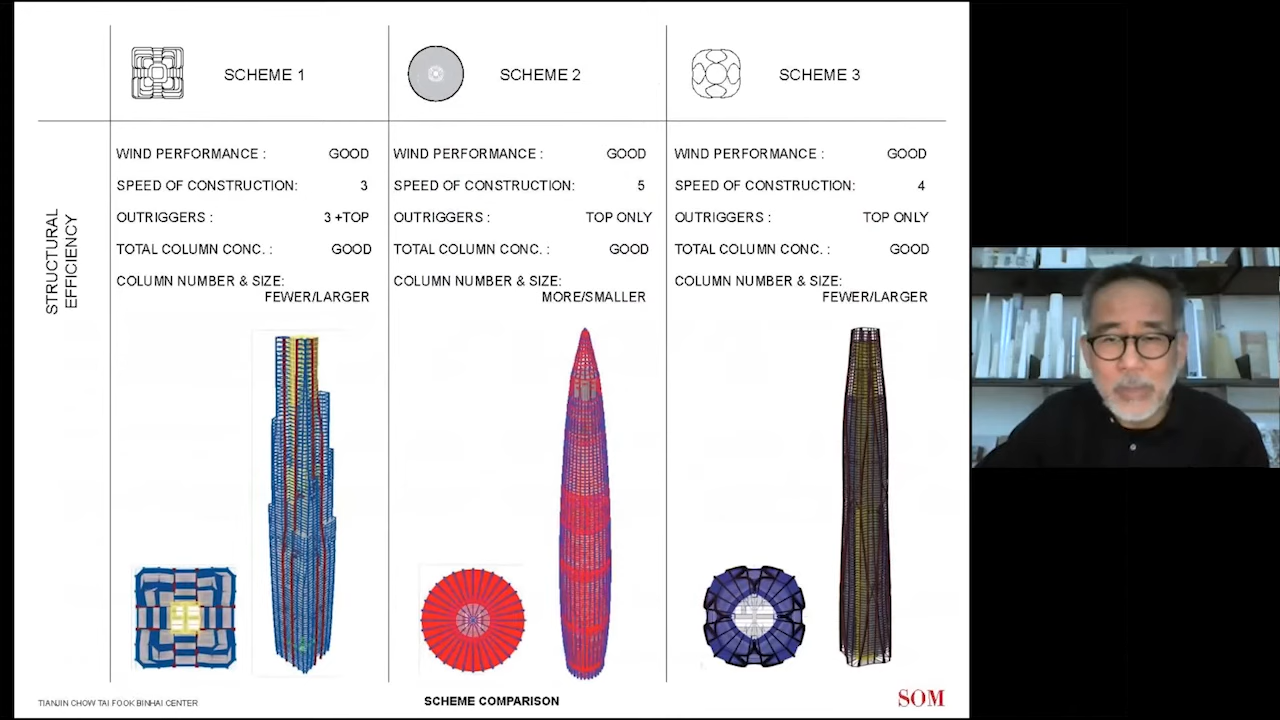 SCHEME 1
SCHEME 2
SCHEME 3
STRUCTURAL
EFFICIENCY
WIND PERFORMANCE : GOOD
SPEED OF CONSTRUCTION: 3
OUTRIGGERS : 3 +TOP
TOTAL COLUMN CONC. : GOOD
COLUMN NUMBER & SIZE:
FEWER/LARGER
WIND PERFORMANCE : GOOD
SPEED OF CONSTRUCTION: 5
OUTRIGGERS : TOP ONLY
TOTAL COLUMN CONC. : GOOD
COLUMN NUMBER & SIZE:
MORE/SMALLER
WIND PERFORMANCE : GOOD
SPEED OF CONSTRUCTION: 4
OUTRIGGERS : TOP ONLY
TOTAL COLUMN CONC. : GOOD
COLUMN NUMBER & SIZE:
FEWER/LARGER
TIANJIN CHOW TAI FOOK BINHAI CENTER
SCHEME COMPARISON
SOM